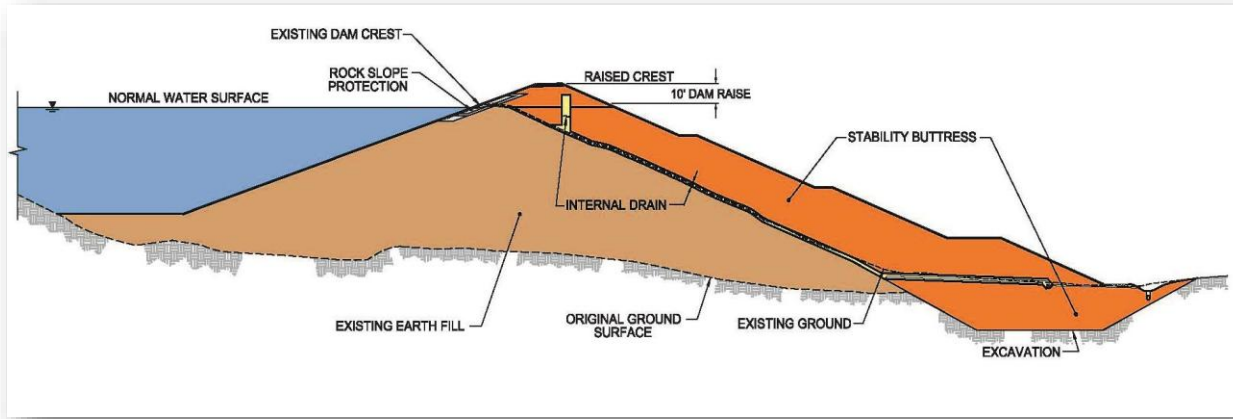 EXISTING DAM CREST
ROCK SLOPE
PROTECTION
RAISED CREST
NORMAL WATER SURFACE
10' DAM RAISE
STABILITY BUTTRESS
INTERNAL DRAIN
EXISTING EARTH FILL
ORIGINAL GROUND
SURFACE
EXISTING GROUND
EXCAVATION